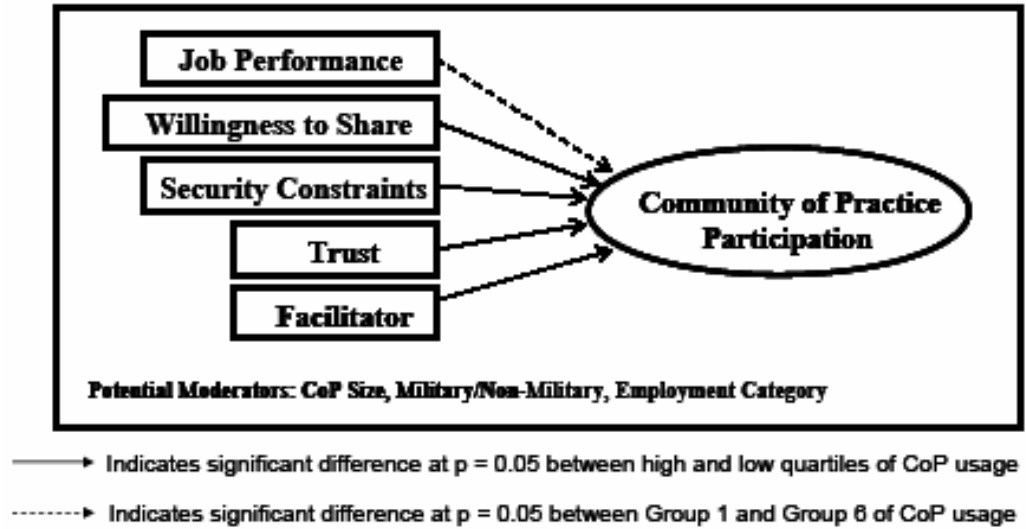 Job Performance
Willingness to Share
Security Constraints
Trust
Facilitator
Community of Practice
Participation
Potential Moderators: CoP Size, Military/Non-Military, Employment Category
Indicates significant difference at p = 0.05 between high and low quartiles of CoP usage
Indicates significant difference at p = 0.05 between Group 1 and Group 6 of CoP usage